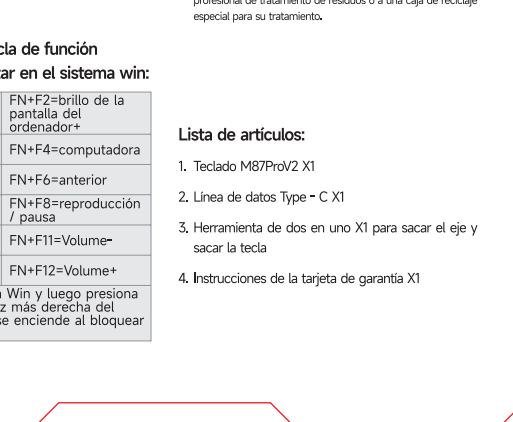 profesional de tratamiento de residuos o a una caja de reciclaje
especial para su tratamiento.
cla de función
tar en el sistema win:
FN+F2=brillo de la
pantalla del
ordenador+
FN+F4=computadora
FN+F6=anterior
FN+F8=reproducción
/ pausa
FN+F11=Volume-
FN+F12=Volume+
Win y luego presiona
z más derecha del
se enciende al bloquear
Lista de artículos:
1. Teclado M87ProV2 X1
2. Línea de datos Type - C X1
3. Herramienta de dos en uno X1 para sacar el eje y
sacar la tecla
4. Instrucciones de la tarjeta de garantía X1